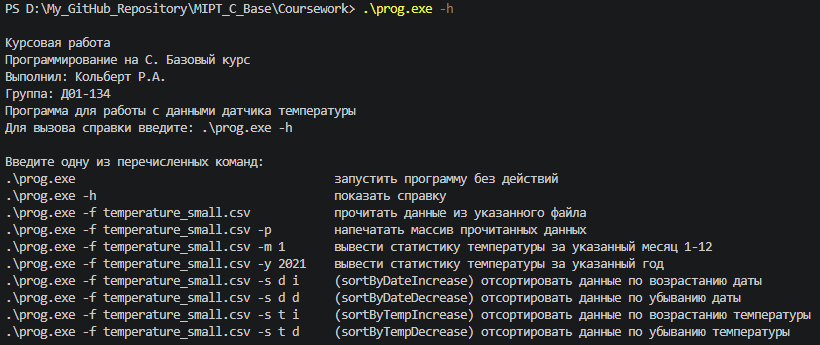 PS D:\My_GitHub_Repository\MIPT_C_Base\Coursework> .\prog.exe -h
Курсовая работа
Программирование на C. Базовый курс
Выполнил: Кольберт Р.А.
Группа: Д01-134
Программа для работы с данными датчика температуры
Для вызова справки введите: .\prog.exe -h
Введите одну из перечисленных команд:
.\prog.exe запустить программу без действий
.\prog.exe -h показать справку
.\prog.exe -f temperature_small.csv прочитать данные из указанного файла
.\prog.exe -f temperature_small.csv -p напечатать массив прочитанных данных
.\prog.exe -f temperature_small.csv -m 1 вывести статистику температуры за указанный месяц 1-12
.\prog.exe -f temperature_small.csv -y 2021 вывести статистику температуры за указанный год
.\prog.exe -f temperature_small.csv -s d i (sortByDateIncrease) отсортировать данные по возрастанию даты
.\prog.exe -f temperature_small.csv -s d d (sortByDateDecrease) отсортировать данные по убыванию даты
.\prog.exe -f temperature_small.csv -s t i (sortByTempIncrease) отсортировать данные по возрастанию температуры
.\prog.exe -f temperature_small.csv -s t d (sortByTempDecrease) отсортировать данные по убыванию температуры